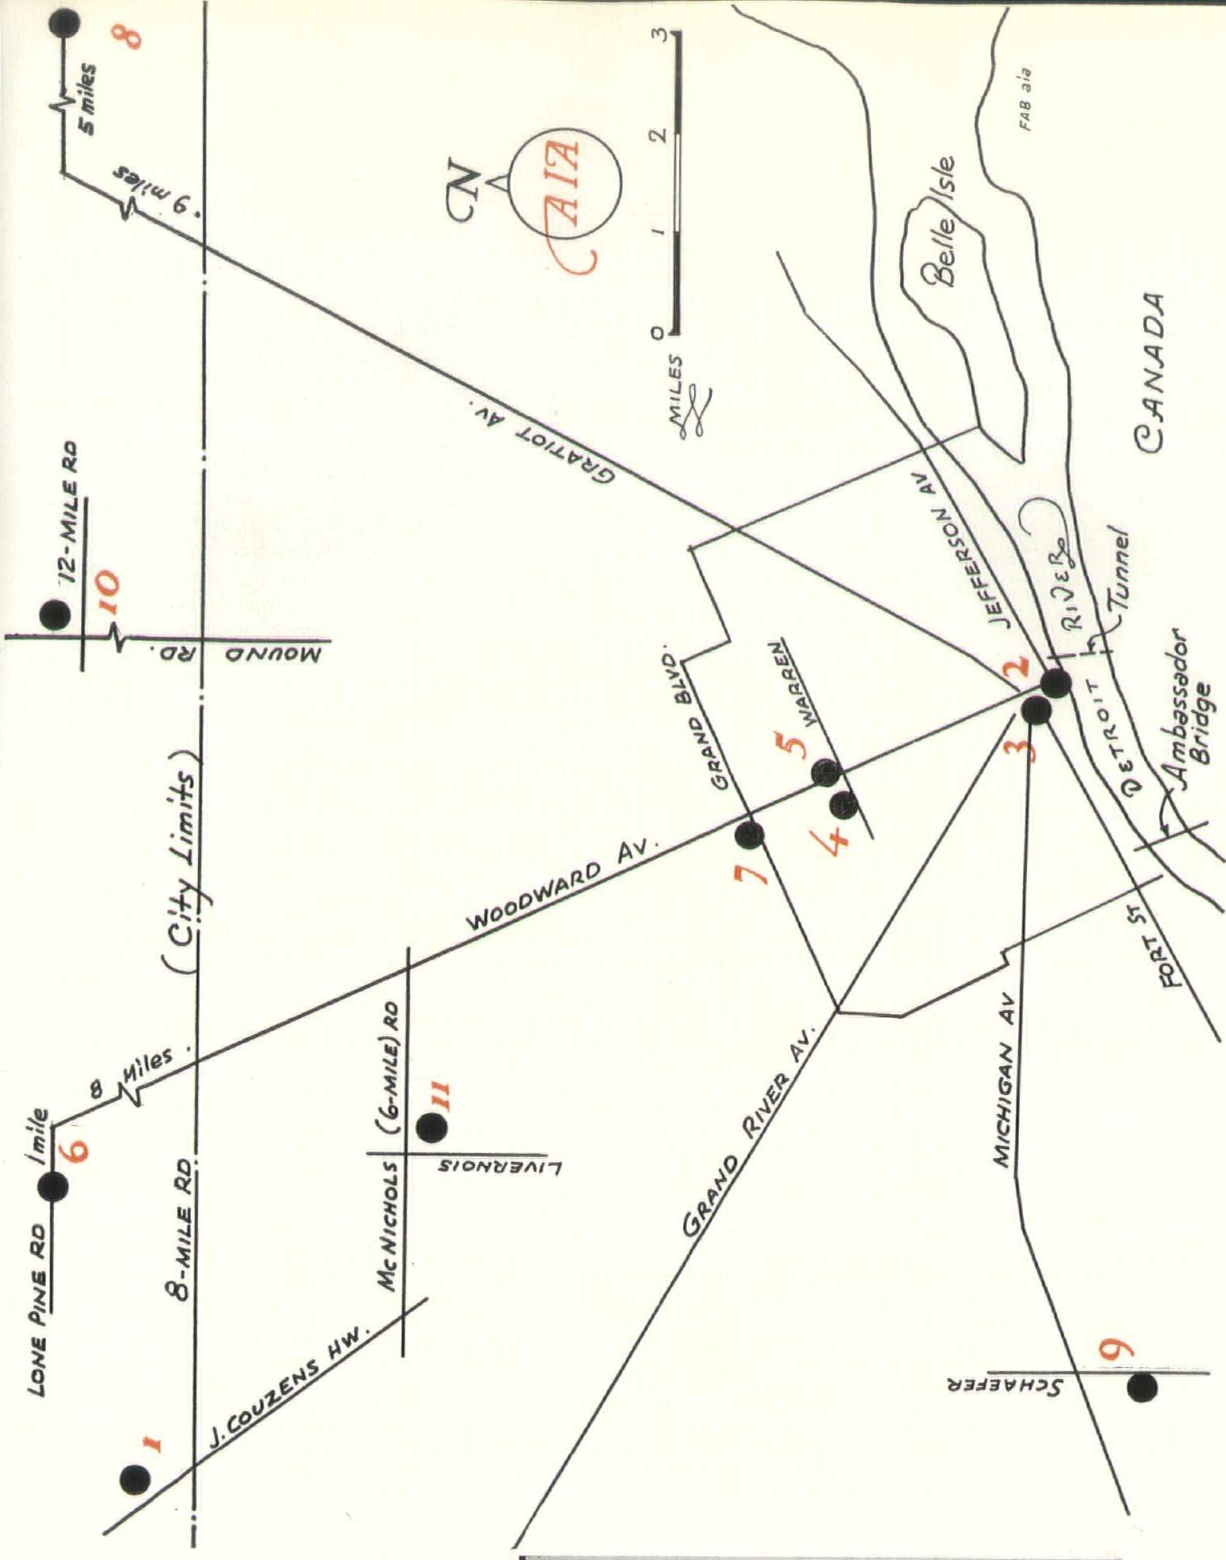 8
5 miles
9 miles
12-MILE RD
10
MOUND
RD.
N
AIA
MILES
0 1 2 3
FAB aia
Belle Isle
CANADA
GRATIOT AV.
JEFFERSON AV
DETROIT RIVER
Tunnel
Ambassador
Bridge
GRAND BLVD.
WARREN
2
3
5
4
7
(City Limits)
WOODWARD AV.
8 Miles
1 mile
6
LONE PINE RD
8-MILE RD.
McNICHOLS (6-MILE) RD
11
LIVERNOIS
J. COUZENS HW.
1
GRAND RIVER AV.
MICHIGAN AV
FORT ST
SCHAEFER
9